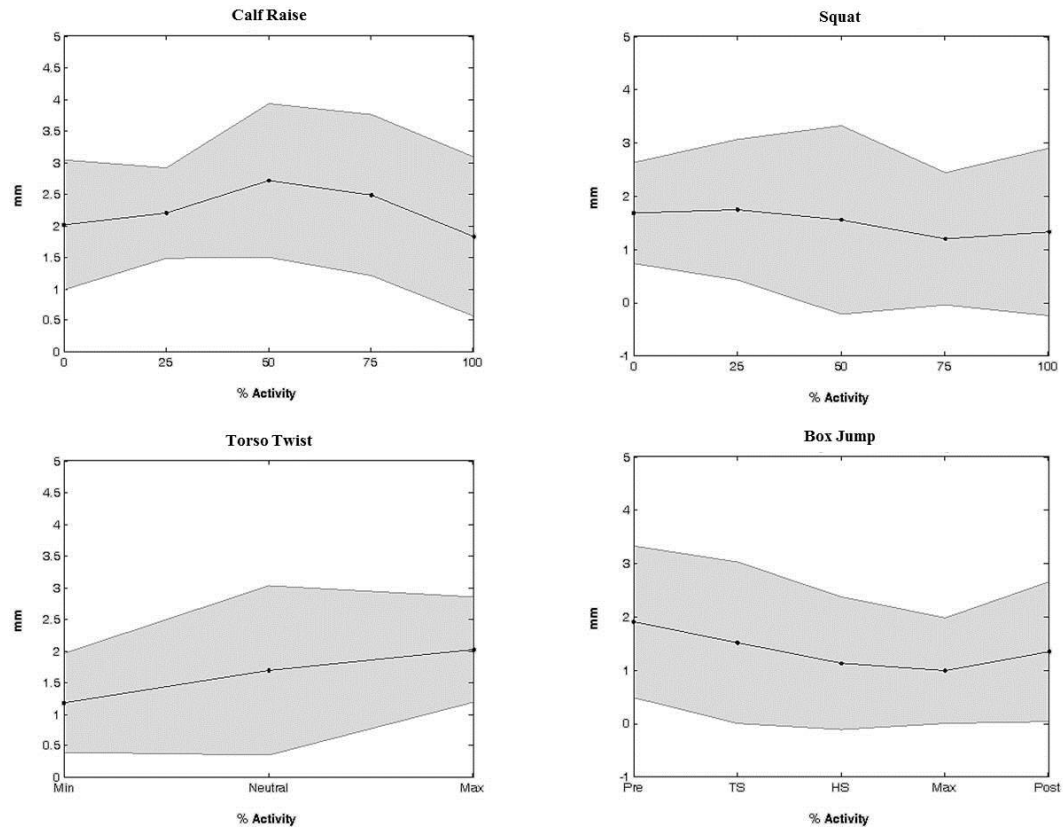 Calf Raise
5
4.5
4
3.5
3
2.5
2
1.5
1
0.5
0
mm
0 25 50 75 100
% Activity
Squat
5
4
3
2
1
0
-1
mm
0 25 50 75 100
% Activity
Torso Twist
5
4.5
4
3.5
3
2.5
2
1.5
1
0.5
0
mm
Min Neutral Max
% Activity
Box Jump
5
4
3
2
1
0
-1
mm
Pre TS HS Max Post
% Activity